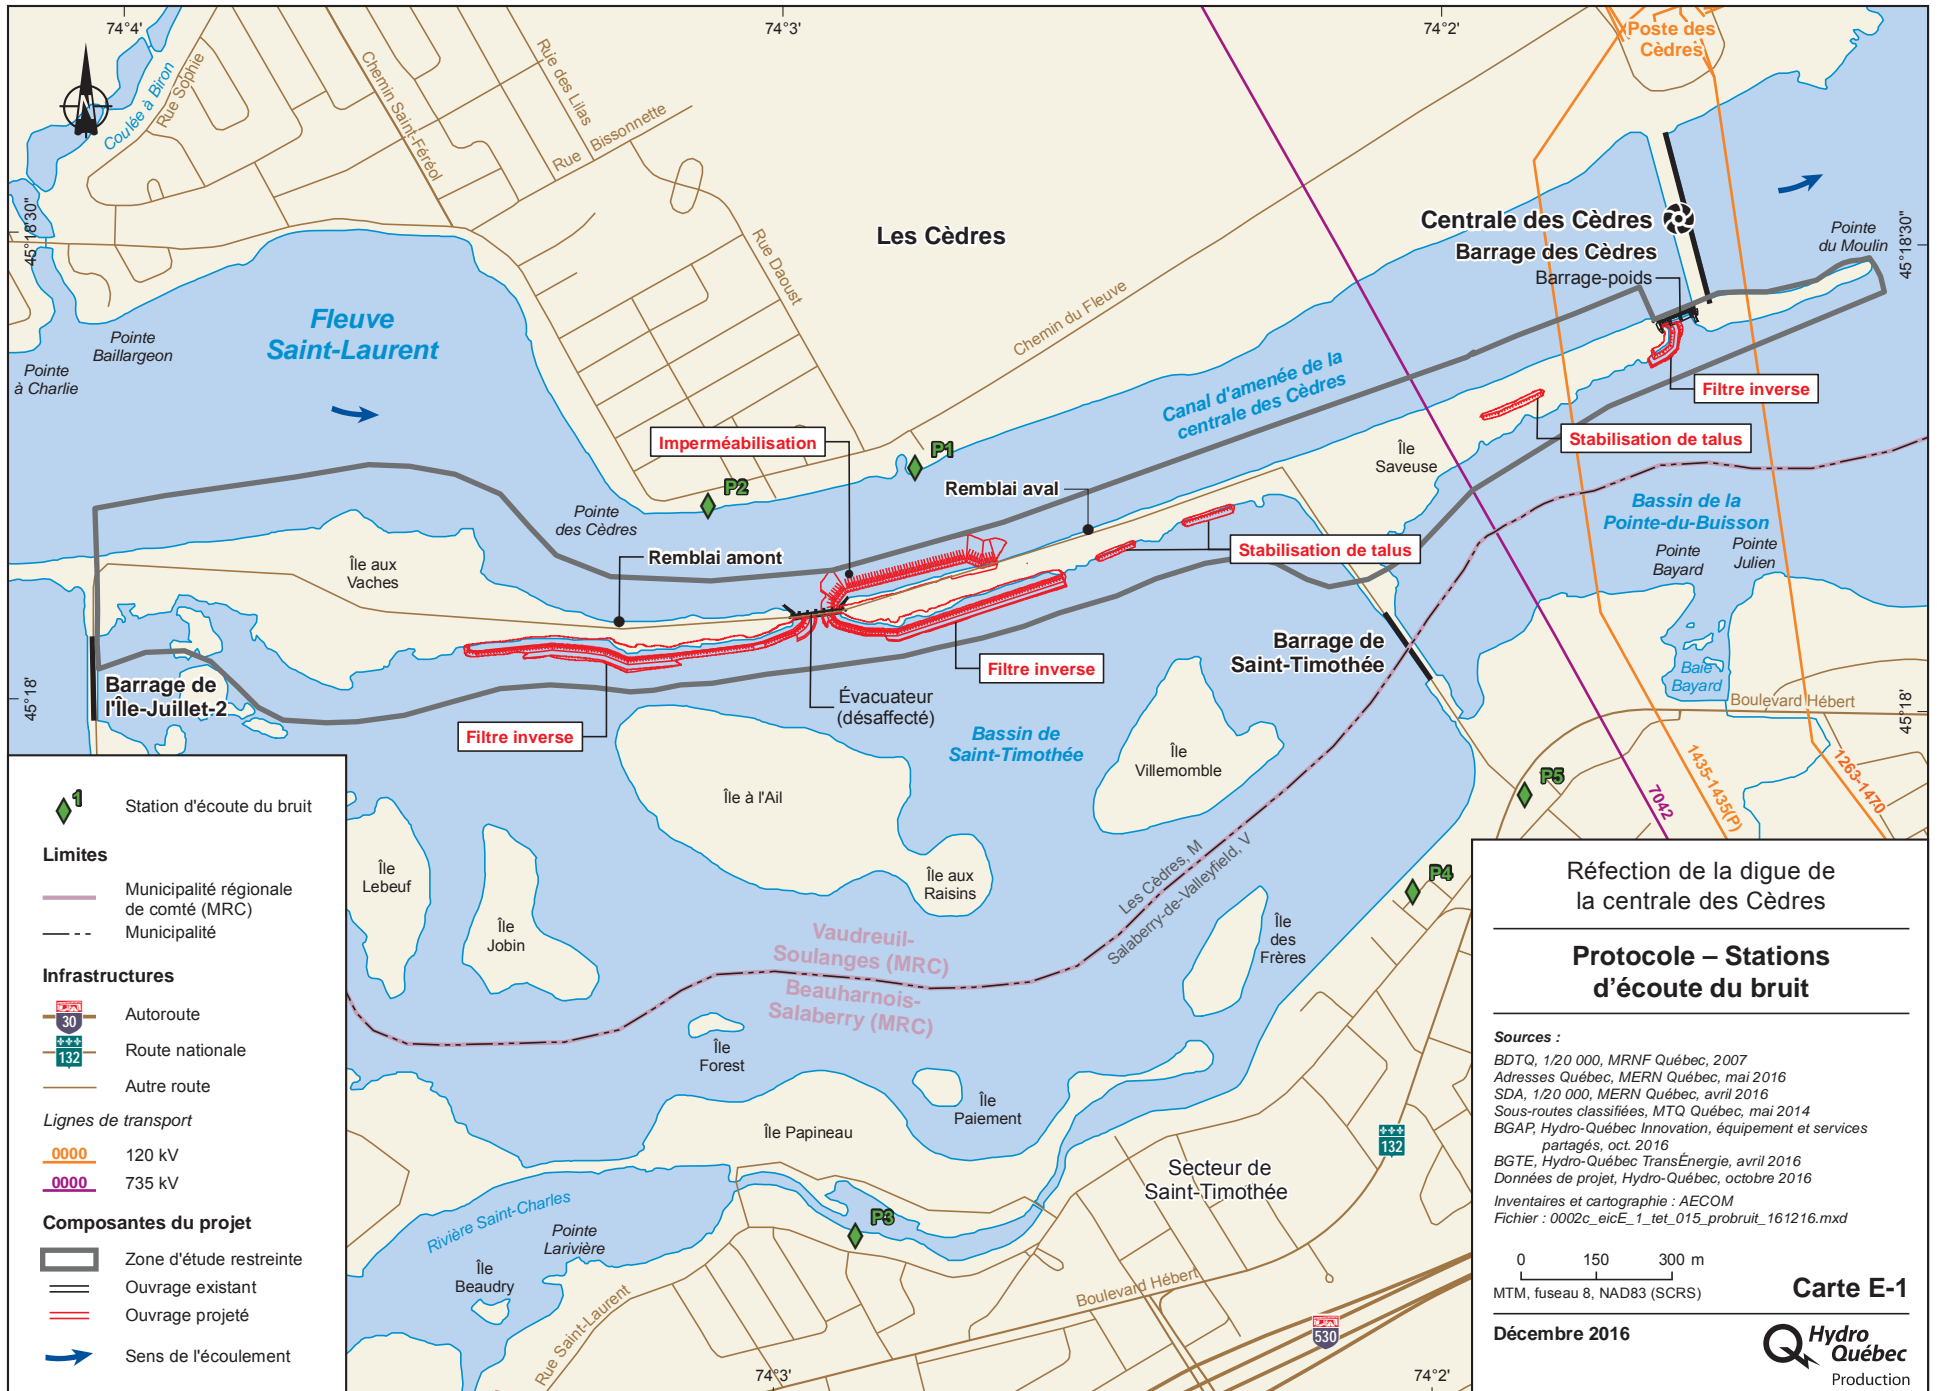 74°4'
74°3'
74°2'
Poste des
Cèdres
Coulée à Biron
Rue Sophie
Chemin Saint-Féréol
Rue des Lilas
Rue Bissonnette
Rue Daoust
Les Cèdres
Chemin du Fleuve
Centrale des Cèdres
Barrage des Cèdres
Barrage-poids
Pointe
du Moulin
45°18'30"
45°18'30"
Fleuve
Saint-Laurent
Pointe
Baillargeon
Pointe
à Charlie
Canal d'amenée de la
centrale des Cèdres
Filtre inverse
Stabilisation de talus
Imperméabilisation
P1
P2
Île
Saveuse
Remblai aval
Pointe
des Cèdres
Bassin de la
Pointe-du-Buisson
Remblai amont
Stabilisation de talus
Pointe
Bayard
Pointe
Julien
Île aux
Vaches
Barrage de
Saint-Timothée
Filtre inverse
Baie
Bayard
Barrage de
l'Île-Juillet-2
45°18'
45°18'
Évacuateur
(désaffecté)
Boulevard Hébert
Filtre inverse
Bassin de
Saint-Timothée
Île
Villemomble
Île à l'Ail
P5
7042
1435-1435(P)
1263-1470
Île
Lebeuf
Île aux
Raisins
Les Cèdres, M
Salaberry-de-Valleyfield, V
P4
Île
Jobin
Île
des
Frères
Vaudreuil-
Soulanges (MRC)
Beauharnois-
Salaberry (MRC)
Île
Forest
Île
Paiement
Île Papineau
132
Secteur de
Saint-Timothée
Rivière Saint-Charles
Pointe
Larivière
P3
Île
Beaudry
Rue Saint-Laurent
Boulevard Hébert
530
74°3'
74°2'
1
Station d'écoute du bruit
Limites
Municipalité régionale
de comté (MRC)
Municipalité
Infrastructures
30
Autoroute
132
Route nationale
Autre route
Lignes de transport
0000
120 kV
0000
735 kV
Composantes du projet
Zone d'étude restreinte
Ouvrage existant
Ouvrage projeté
Sens de l'écoulement
Réfection de la digue de
la centrale des Cèdres
Protocole – Stations
d'écoute du bruit
Sources :
BDTQ, 1/20 000, MRNF Québec, 2007
Adresses Québec, MERN Québec, mai 2016
SDA, 1/20 000, MERN Québec, avril 2016
Sous-routes classifiées, MTQ Québec, mai 2014
BGAP, Hydro-Québec Innovation, équipement et services
partagés, oct. 2016
BGTE, Hydro-Québec TransÉnergie, avril 2016
Données de projet, Hydro-Québec, octobre 2016
Inventaires et cartographie : AECOM
Fichier : 0002c_eicE_1_tet_015_probruit_161216.mxd
0 150 300 m
MTM, fuseau 8, NAD83 (SCRS)
Carte E-1
Décembre 2016
Hydro
Québec
Production